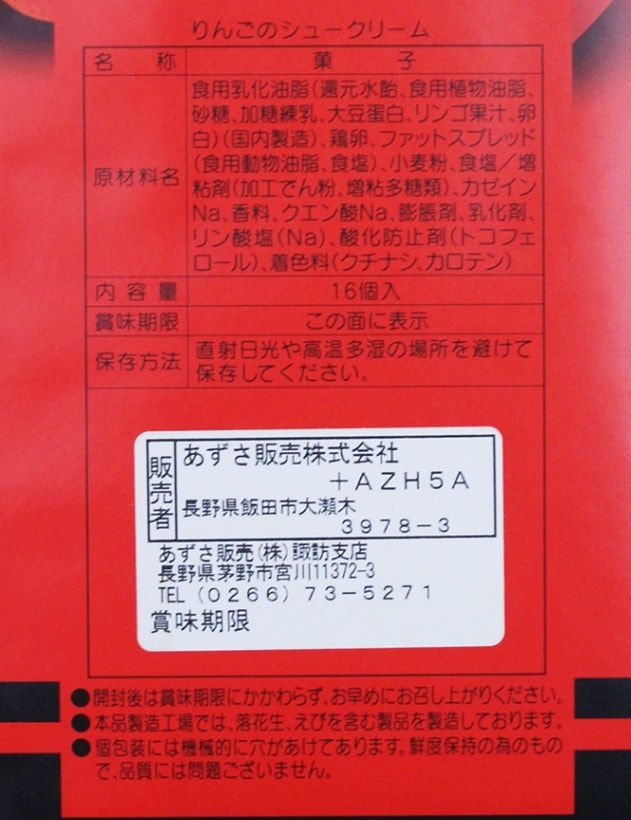 りんごのシュークリーム
名称 菓子
原材料名 食用乳化油脂(還元水飴、食用植物油脂、
砂糖、加糖練乳、大豆蛋白、リンゴ果汁、卵
白)(国内製造)、鶏卵、ファットスプレッド
(食用動物油脂、食塩)、小麦粉、食塩/増
粘剤(加工でん粉、増粘多糖類)、カゼイン
Na、香料、クエン酸Na、膨脹剤、乳化剤、
リン酸塩(Na)、酸化防止剤(トコフェ
ロール)、着色料(クチナシ、カロテン)
内容量 16個入
賞味期限 この面に表示
保存方法 直射日光や高温多湿の場所を避けて
保存してください。
販売者 あずさ販売株式会社
+AZH5A
長野県飯田市大瀬木
3978-3
あずさ販売(株)諏訪支店
長野県茅野市宮川11372-3
TEL(0266)73-5271
賞味期限
●開封後は賞味期限にかかわらず、お早めにお召し上がりください。
●本品製造工場では、落花生、えびを含む製品を製造しております。
●個包装には機械的に穴があけてあります。鮮度保持の為のもの
で、品質には問題ございません。